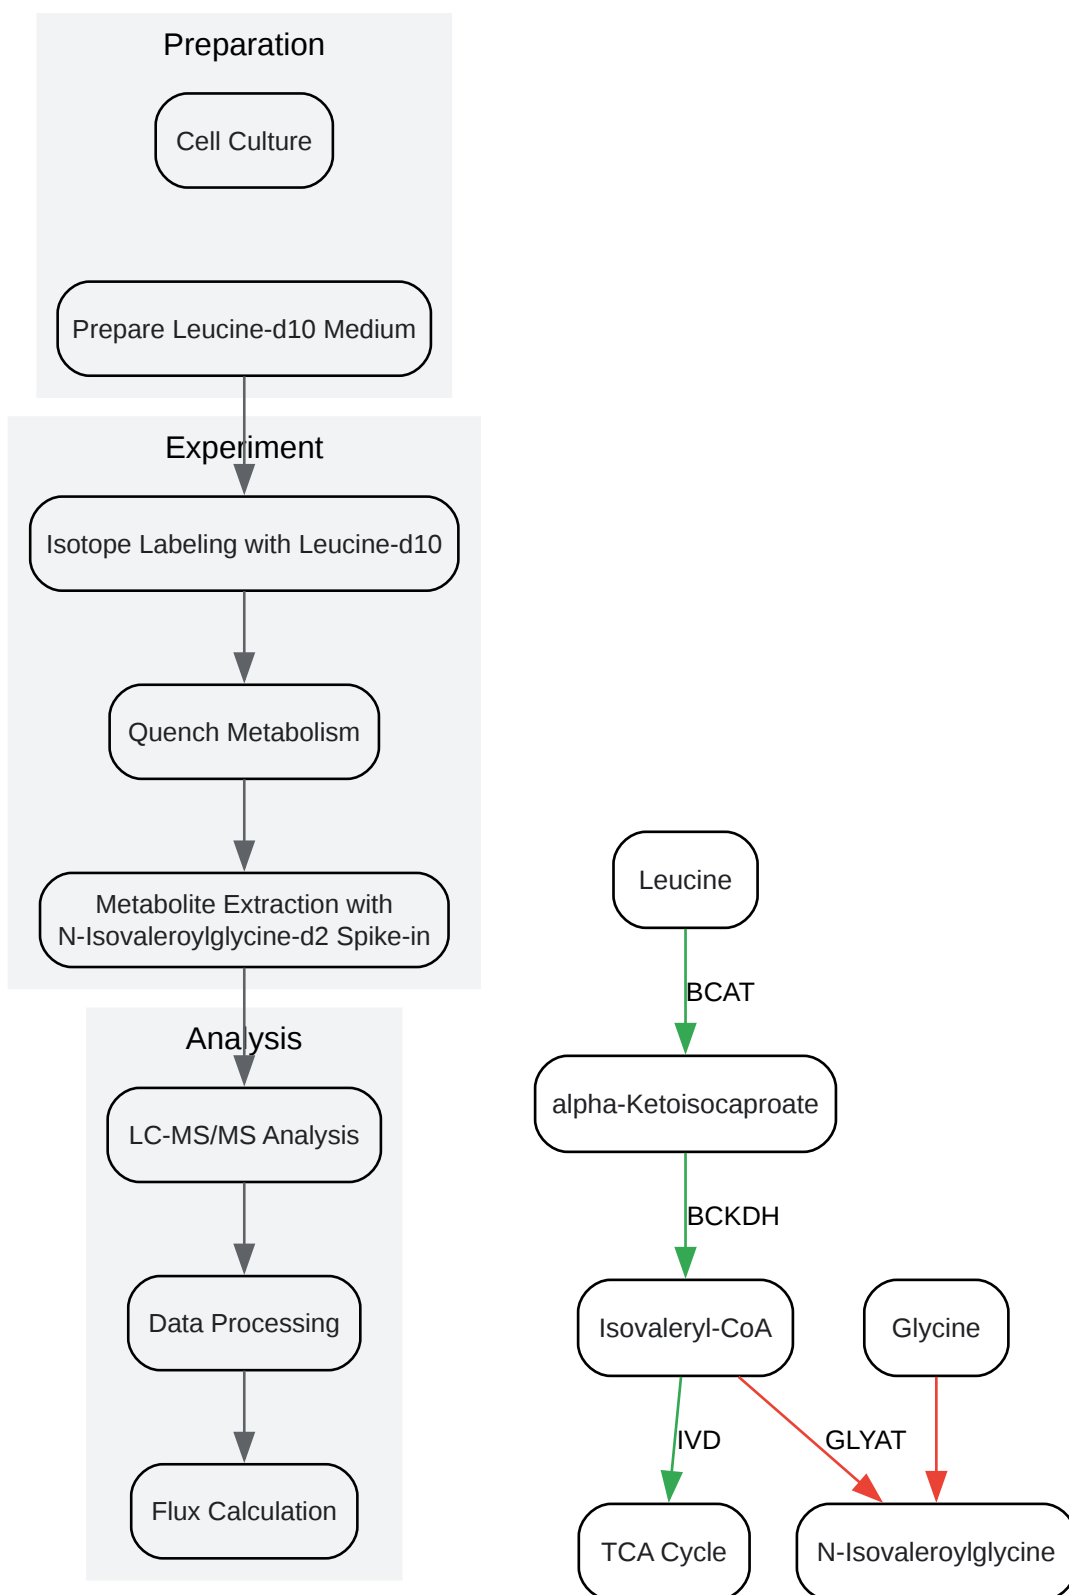 Preparation
Cell Culture
Prepare Leucine-d10 Medium
Experiment
Isotope Labeling with Leucine-d10
Quench Metabolism
Metabolite Extraction with
N-Isovaleroylglycine-d2 Spike-in
Analysis
LC-MS/MS Analysis
Data Processing
Flux Calculation
Leucine
BCAT
alpha-Ketoisocaproate
BCKDH
Isovaleryl-CoA
Glycine
IVD
GLYAT
TCA Cycle
N-Isovaleroylglycine